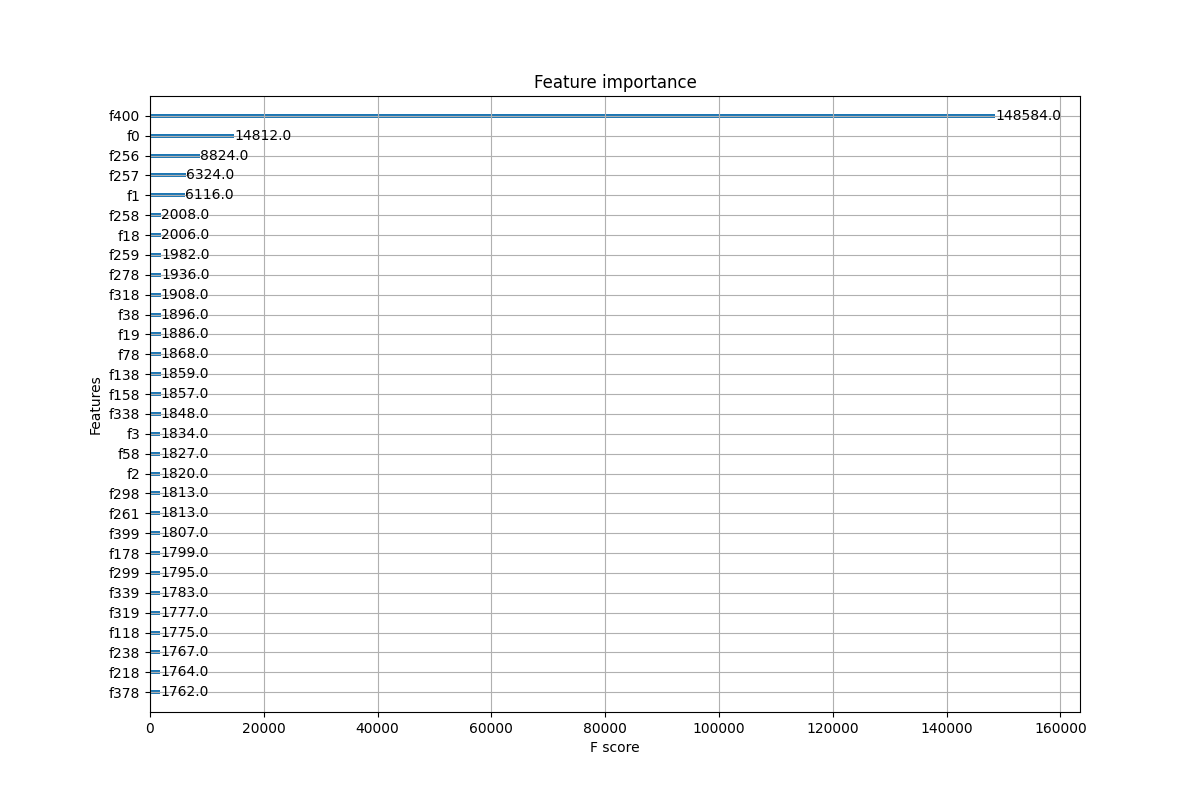 Feature importance
f400 148584.0
f0 14812.0
f256 8824.0
f257 6324.0
f1 6116.0
f258 2008.0
f18 2006.0
f259 1982.0
f278 1936.0
f318 1908.0
f38 1896.0
f19 1886.0
f78 1868.0
f138 1859.0
f158 1857.0
f338 1848.0
f3 1834.0
f58 1827.0
f2 1820.0
f298 1813.0
f261 1813.0
f399 1807.0
f178 1799.0
f299 1795.0
f339 1783.0
f319 1777.0
f118 1775.0
f238 1767.0
f218 1764.0
f378 1762.0
Features
0 20000 40000 60000 80000 100000 120000 140000 160000
F score